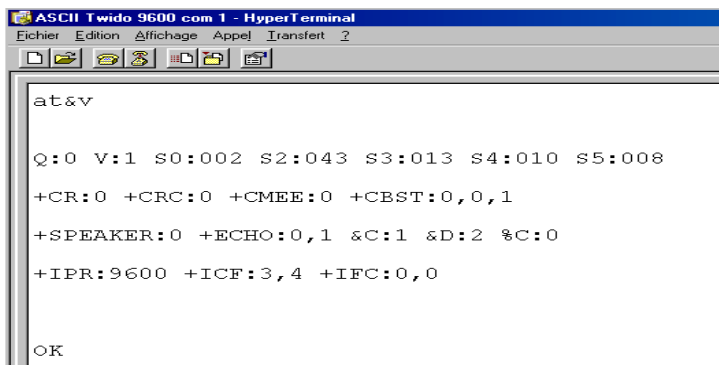 ASCII Twido 9600 com 1 - HyperTerminal
Fichier Edition Affichage Appel Transfert ?
at&v
Q:0 V:1 S0:002 S2:043 S3:013 S4:010 S5:008
+CR:0 +CRC:0 +CMEE:0 +CBST:0,0,1
+SPEAKER:0 +ECHO:0,1 &C:1 &D:2 %C:0
+IPR:9600 +ICF:3,4 +IFC:0,0
OK